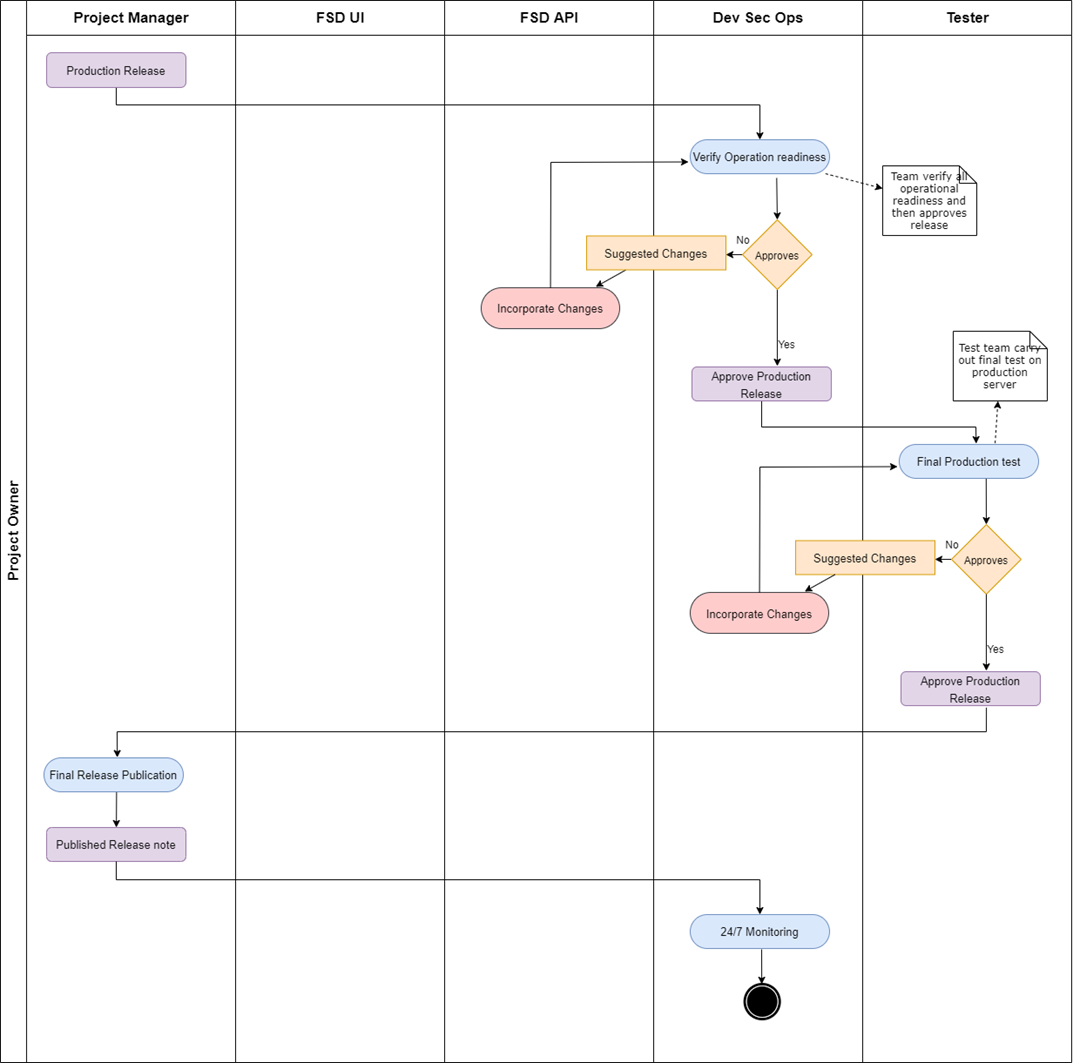 Project Manager
FSD UI
FSD API
Dev Sec Ops
Tester
Project Owner
Production Release
Verify Operation readiness
Team verify all
operational
readiness and
then approves
release
No
Suggested Changes
Approves
Incorporate Changes
Yes
Test team carry
out final test on
production
server
Approve Production
Release
Final Production test
No
Suggested Changes
Approves
Incorporate Changes
Yes
Approve Production
Release
Final Release Publication
Published Release note
24/7 Monitoring